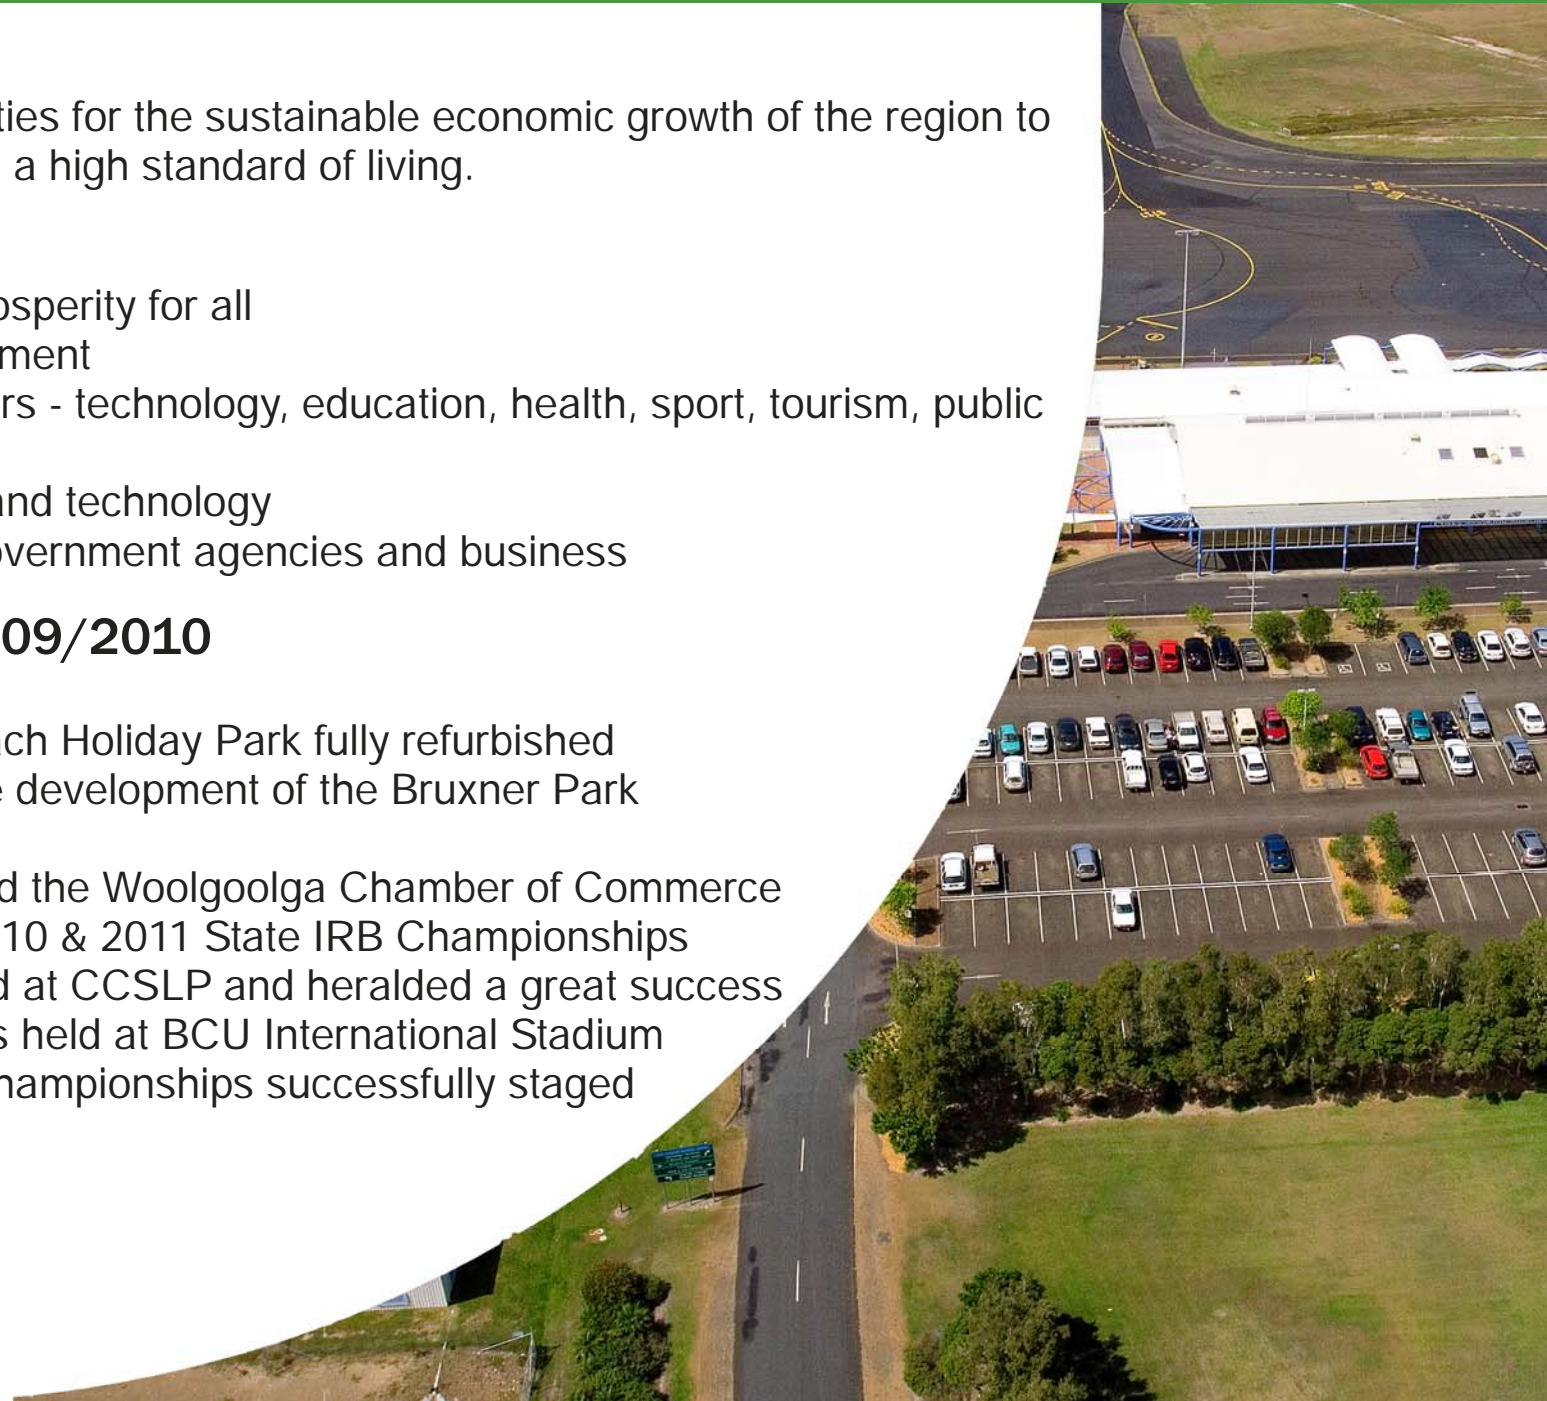 ties for the sustainable economic growth of the region to
a high standard of living.
osperity for all
ment
rs - technology, education, health, sport, tourism, public
and technology
overnment agencies and business
09/2010
ach Holiday Park fully refurbished
e development of the Bruxner Park
d the Woolgoolga Chamber of Commerce
10 & 2011 State IRB Championships
d at CCSLP and heralded a great success
s held at BCU International Stadium
hampionships successfully staged